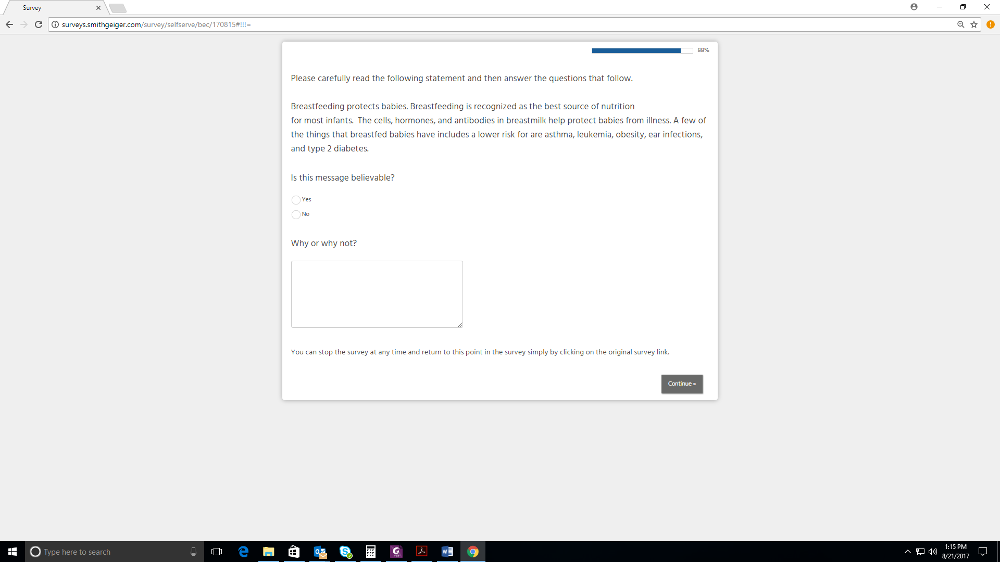 Survey
surveys.smithgeiger.com/survey/selfserve/bec/170815#!!!=
88%
Please carefully read the following statement and then answer the questions that follow.
Breastfeeding protects babies. Breastfeeding is recognized as the best source of nutrition
for most infants.  The cells, hormones, and antibodies in breastmilk help protect babies from illness. A few of
the things that breastfed babies have includes a lower risk for are asthma, leukemia, obesity, ear infections,
and type 2 diabetes.
Is this message believable?
Yes
No
Why or why not?
You can stop the survey at any time and return to this point in the survey simply by clicking on the original survey link.
Continue »
Type here to search
1:15 PM
8/21/2017